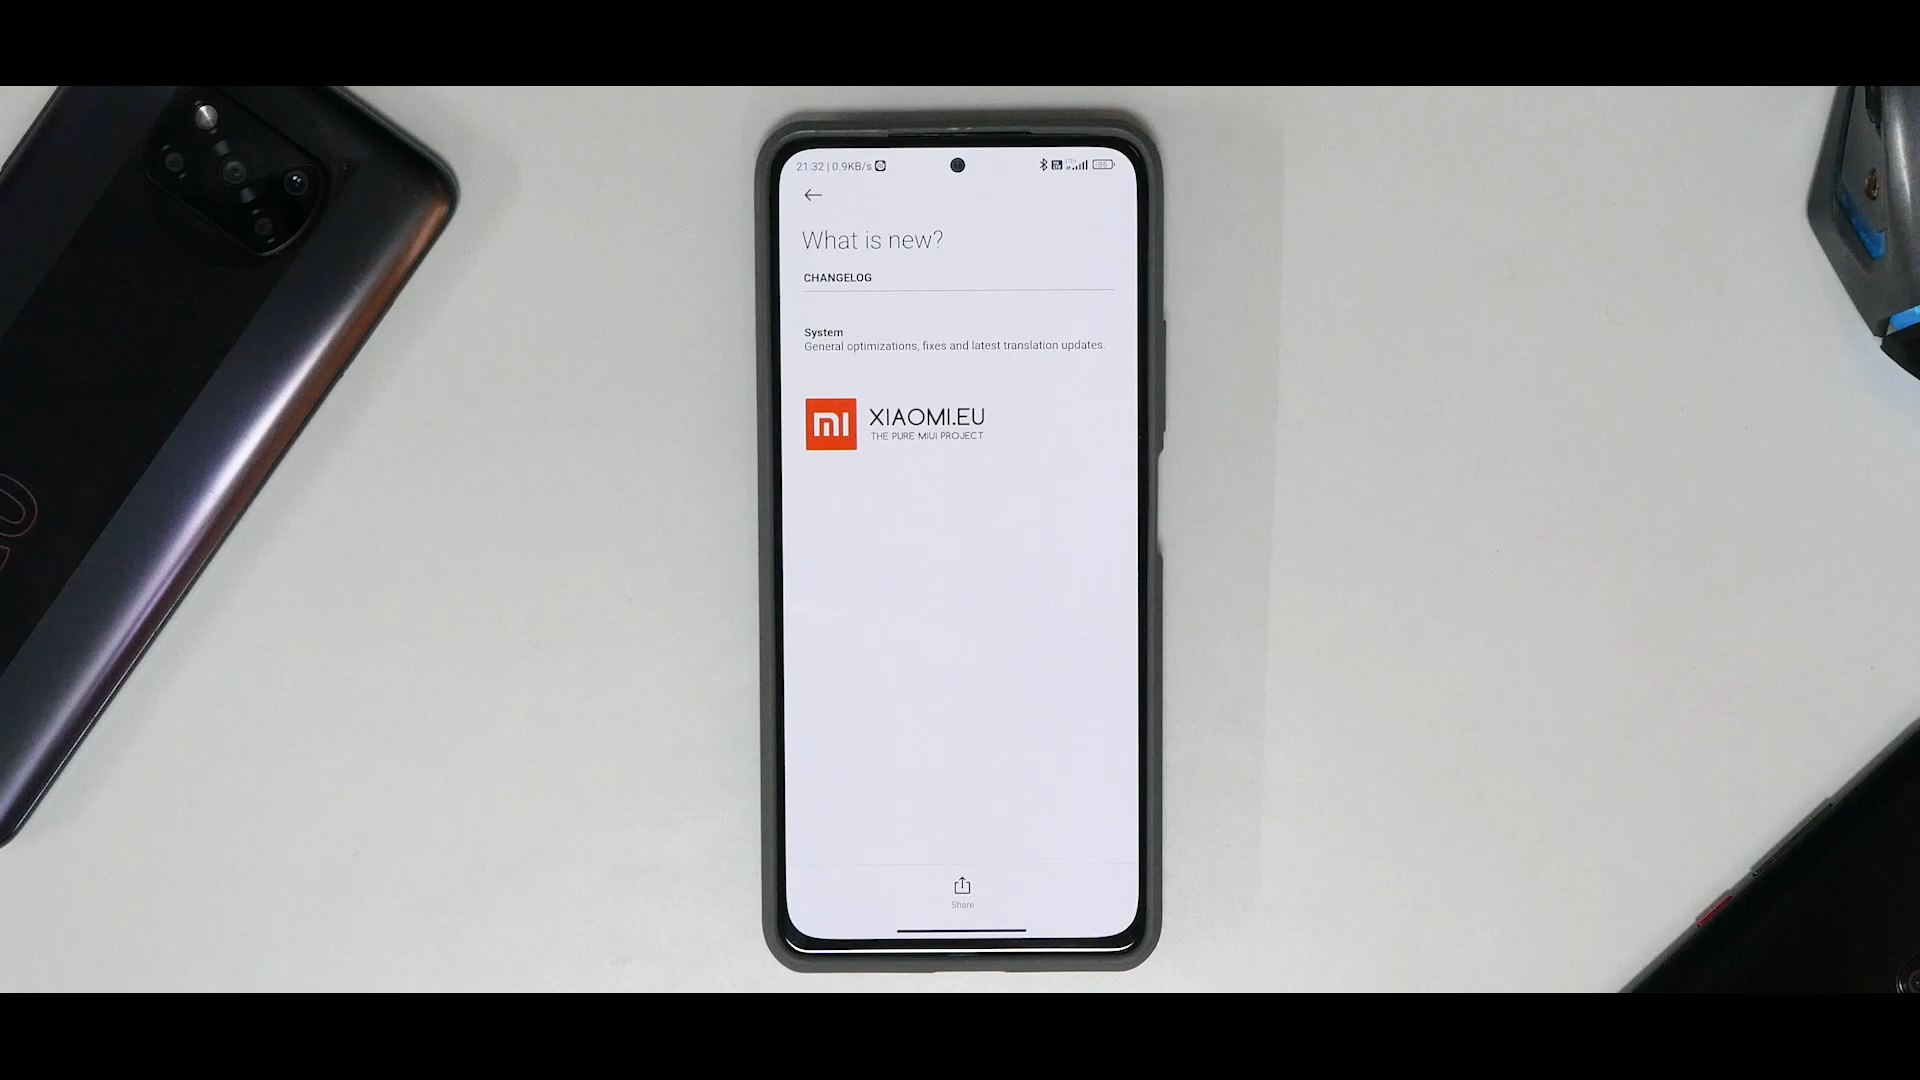 21:32 | 0.9KB/s
What is new?
CHANGELOG
System
General optimizations, fixes and latest translation updates.
mi
XIAOMI.EU
THE PURE MIUI PROJECT
Share